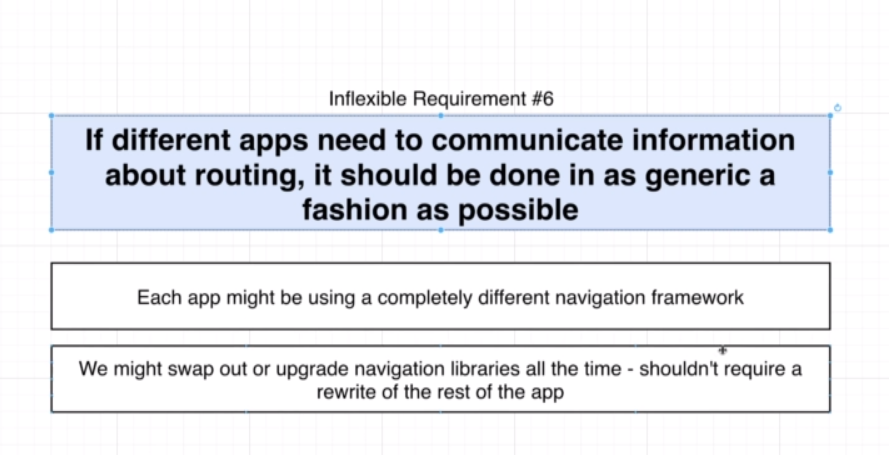 Inflexible Requirement #6
If different apps need to communicate information
about routing, it should be done in as generic a
fashion as possible
Each app might be using a completely different navigation framework
We might swap out or upgrade navigation libraries all the time - shouldn't require a
rewrite of the rest of the app